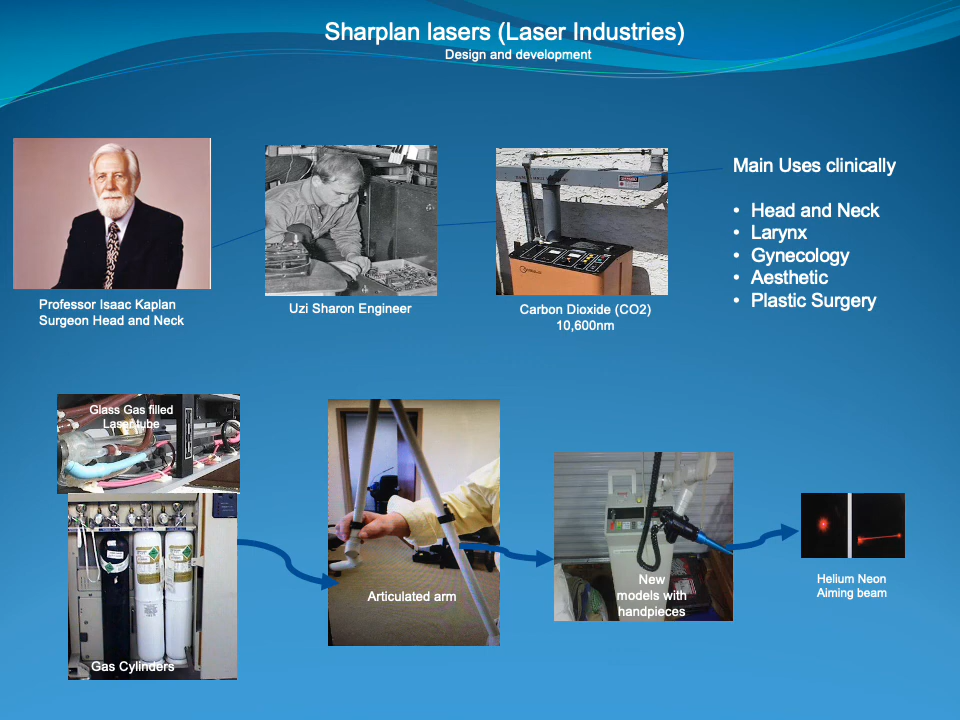 Sharplan lasers (Laser Industries)
Design and development
Professor Isaac Kaplan
Surgeon Head and Neck
Uzi Sharon Engineer
Carbon Dioxide (CO2)
10,600nm
Main Uses clinically
• Head and Neck
• Larynx
• Gynecology
• Aesthetic
• Plastic Surgery
Glass Gas filled
Laser tube
Gas Cylinders
Articulated arm
New
models with
handpieces
Helium Neon
Aiming beam